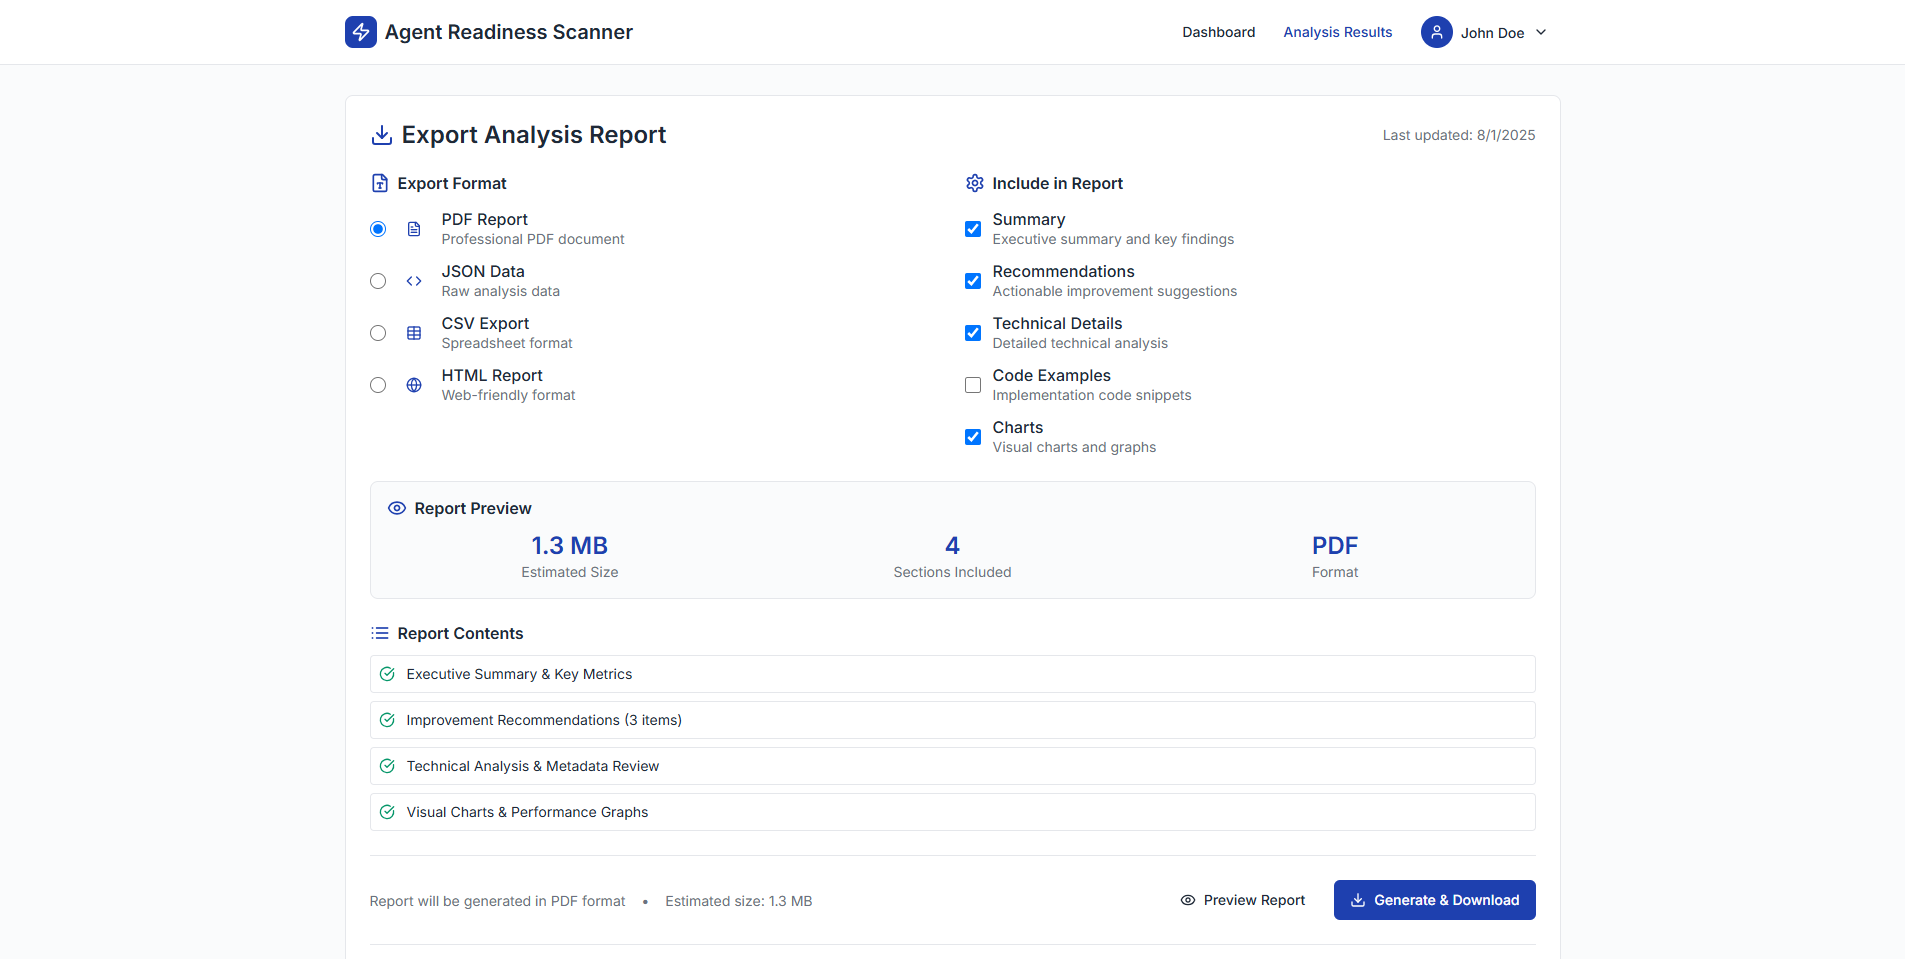 Agent Readiness Scanner
Dashboard
Analysis Results
John Doe
Export Analysis Report
Last updated: 8/1/2025
Export Format
PDF Report
Professional PDF document
JSON Data
Raw analysis data
CSV Export
Spreadsheet format
HTML Report
Web-friendly format
Include in Report
Summary
Executive summary and key findings
Recommendations
Actionable improvement suggestions
Technical Details
Detailed technical analysis
Code Examples
Implementation code snippets
Charts
Visual charts and graphs
Report Preview
1.3 MB
Estimated Size
4
Sections Included
PDF
Format
Report Contents
Executive Summary & Key Metrics
Improvement Recommendations (3 items)
Technical Analysis & Metadata Review
Visual Charts & Performance Graphs
Report will be generated in PDF format • Estimated size: 1.3 MB
Preview Report
Generate & Download